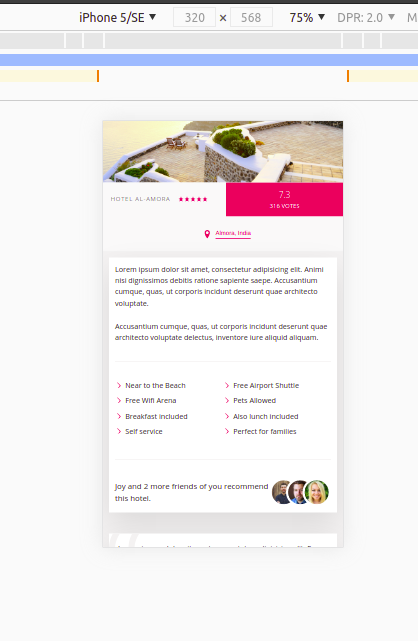 iPhone 5/SE ▼ 320 × 568 75% ▼ DPR: 2.0 ▼ M
HOTEL AL-AMORA ★★★★★
7.3
316 VOTES
Almora, India
Lorem ipsum dolor sit amet, consectetur adipisicing elit. Animi
nisi dignissimos debitis ratione sapiente saepe. Accusantium
cumque, quas, ut corporis incidunt deserunt quae architecto
voluptate.
Accusantium cumque, quas, ut corporis incidunt deserunt quae
architecto voluptate delectus, inventore iure aliquid aliquam.
Near to the Beach
Free Airport Shuttle
Free Wifi Arena
Pets Allowed
Breakfast included
Also lunch included
Self service
Perfect for families
Joy and 2 more friends of you recommend
this hotel.